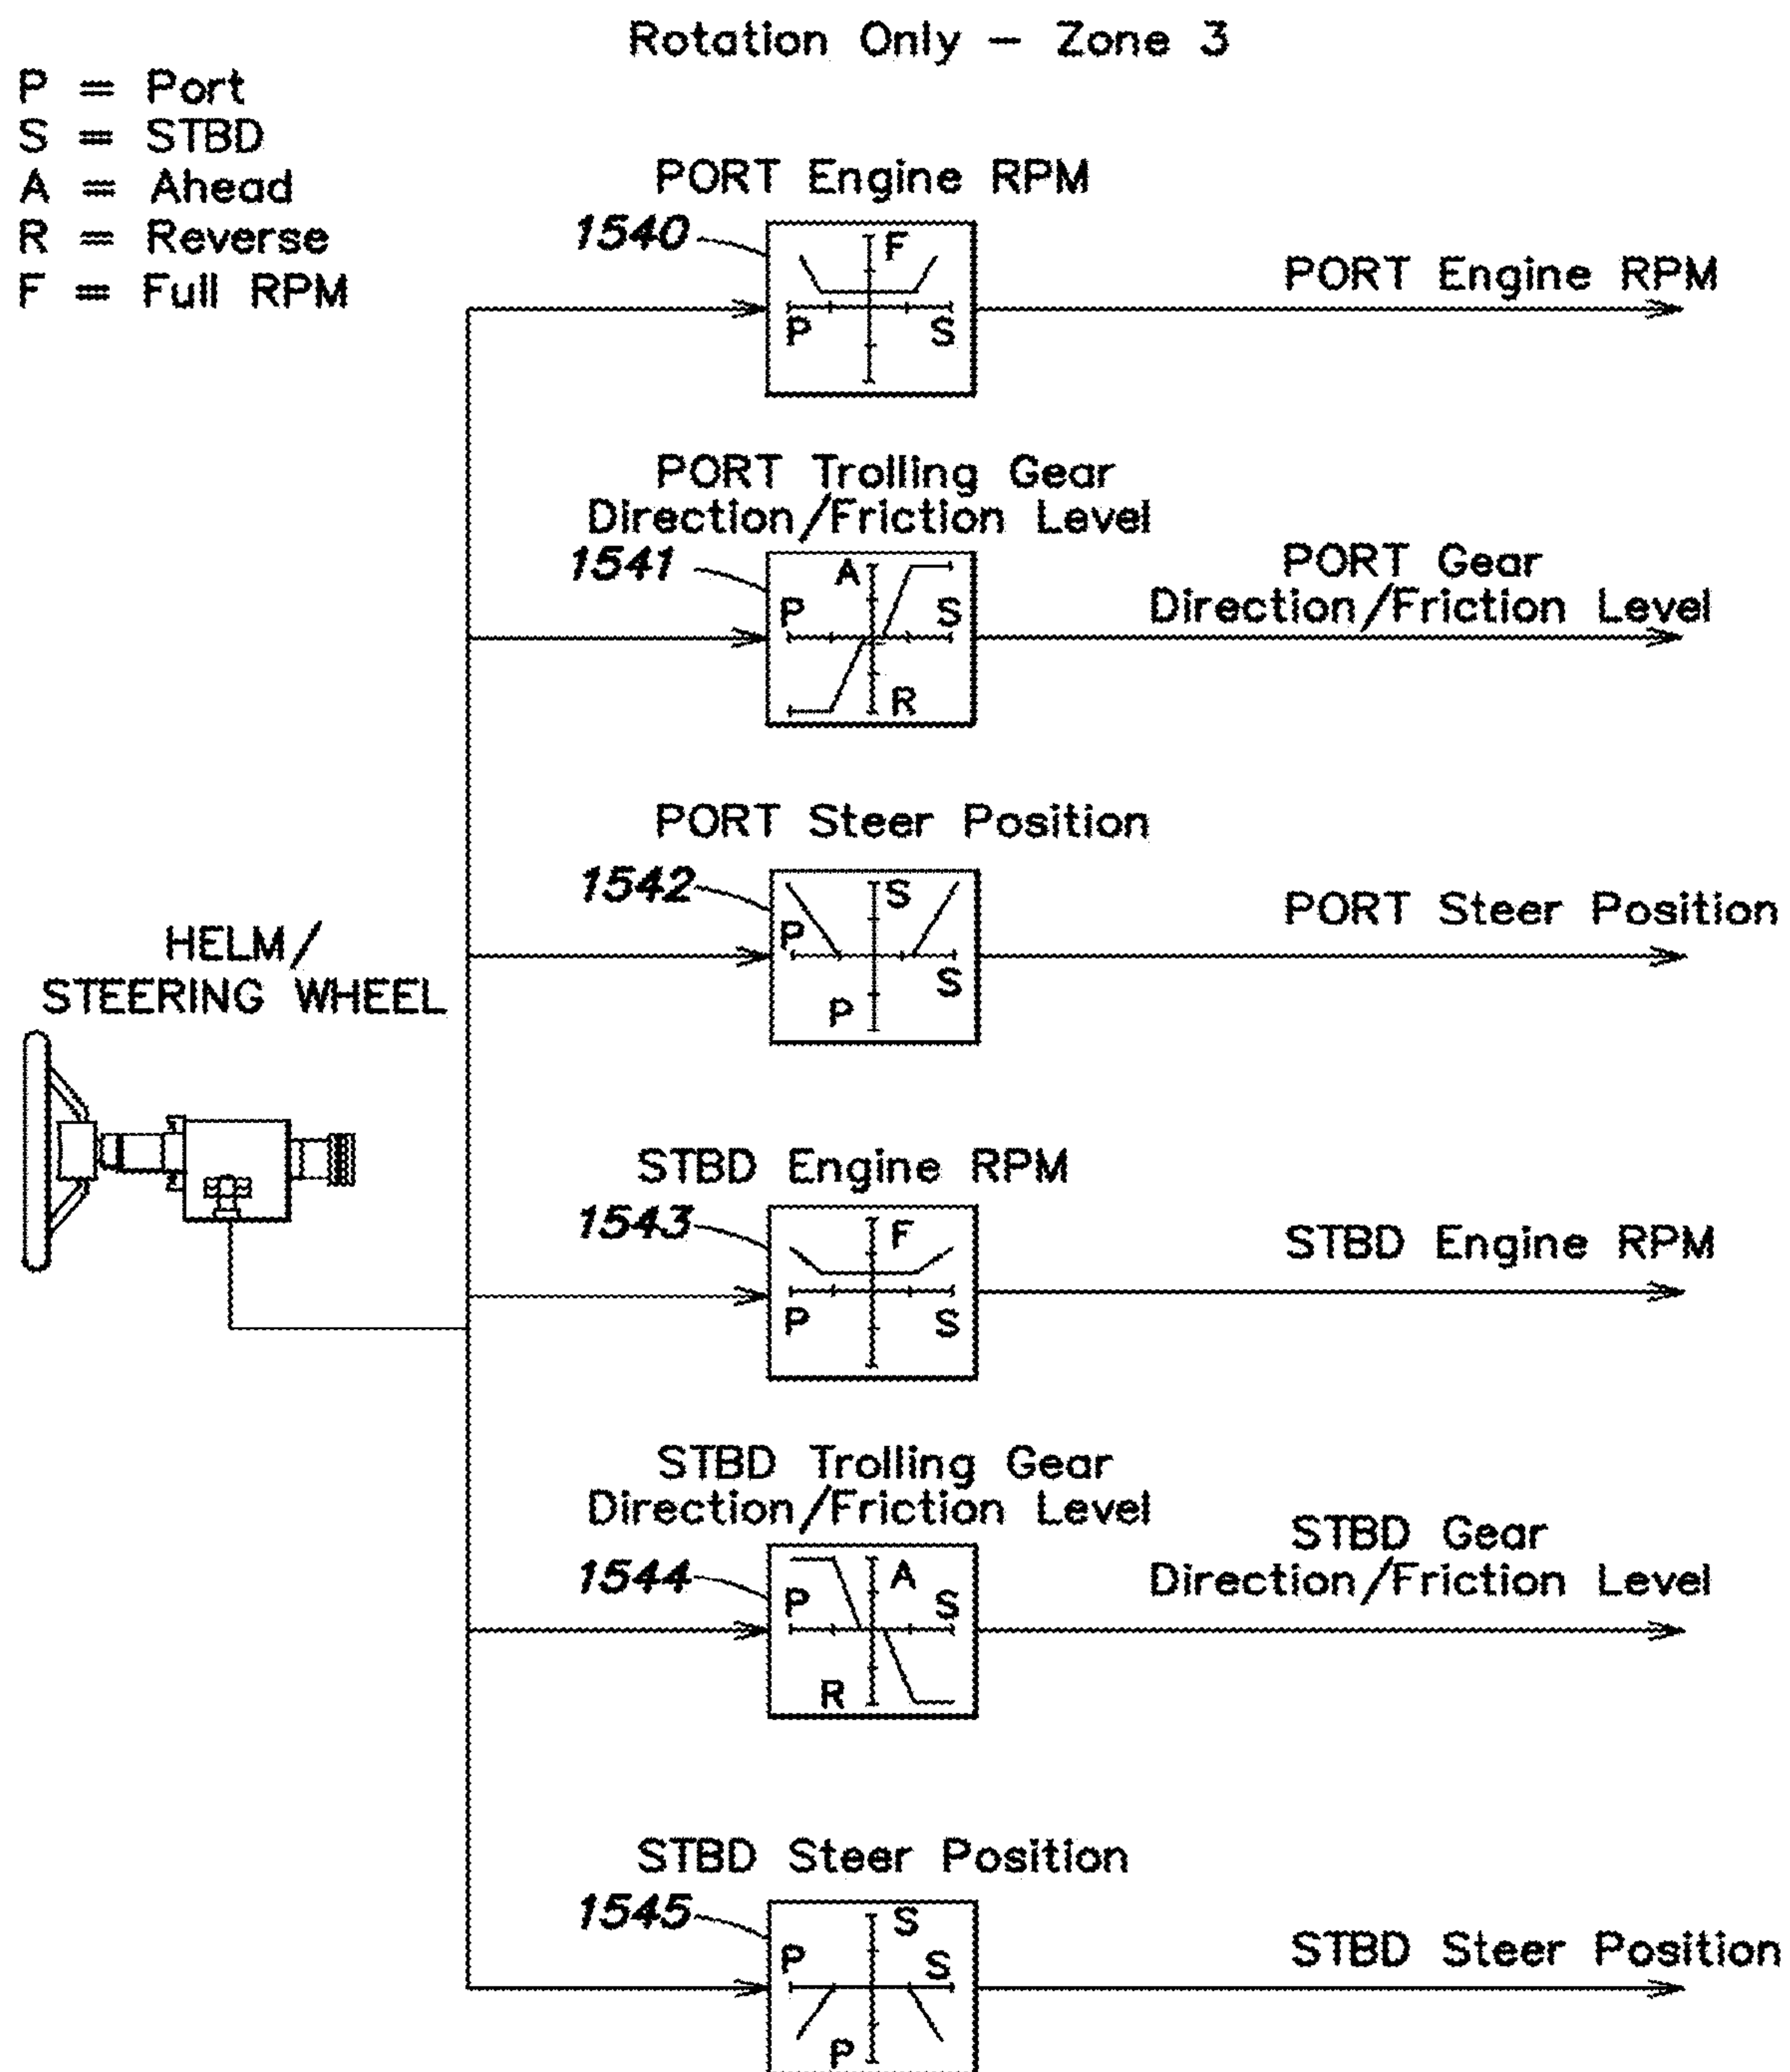 Rotation Only – Zone 3
P = Port
S = STBD
A = Ahead
R = Reverse
F = Full RPM
PORT Engine RPM
1540
F
P
S
PORT Engine RPM
PORT Trolling Gear
Direction/Friction Level
1541
A
P
S
R
PORT Gear
Direction/Friction Level
PORT Steer Position
1542
S
P
S
P
PORT Steer Position
HELM/
STEERING WHEEL
STBD Engine RPM
1543
F
P
S
STBD Engine RPM
STBD Trolling Gear
Direction/Friction Level
1544
A
P
S
R
STBD Gear
Direction/Friction Level
STBD Steer Position
1545
S
P
S
P
STBD Steer Position